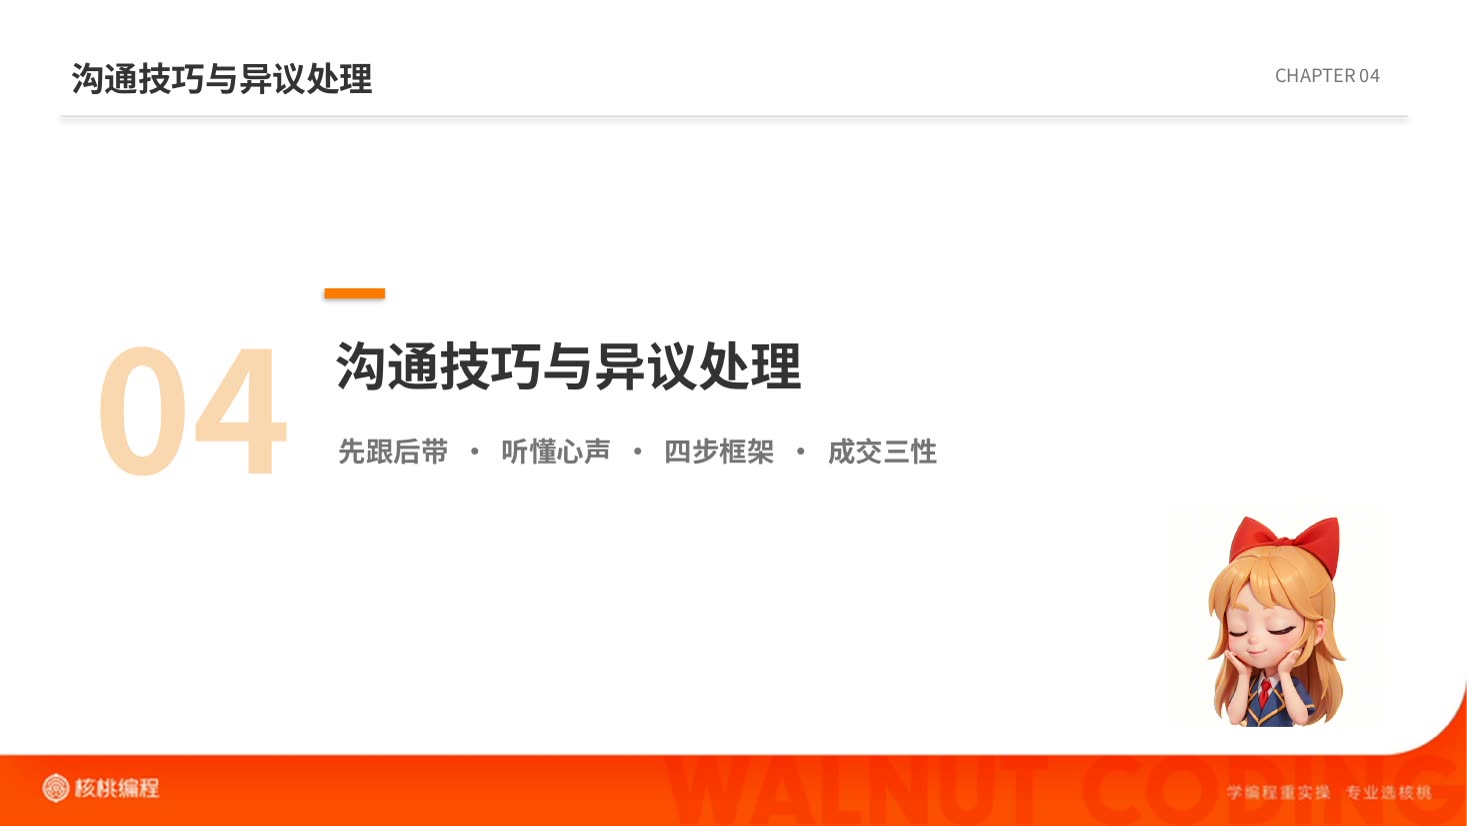 沟通技巧与异议处理
CHAPTER 04
04
沟通技巧与异议处理
先跟后带 • 听懂心声 • 四步框架 • 成交三性
核桃编程
WALNUT CODING
学编程重实操 专业选核桃